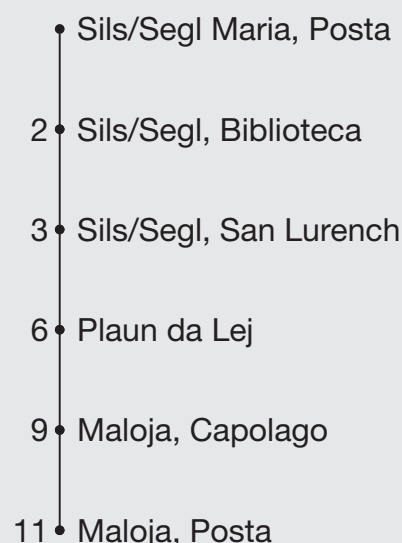 Sils/Segl Maria, Posta
2 Sils/Segl, Biblioteca
3 Sils/Segl, San Lurench
6 Plaun da Lej
9 Maloja, Capolago
11 Maloja, Posta